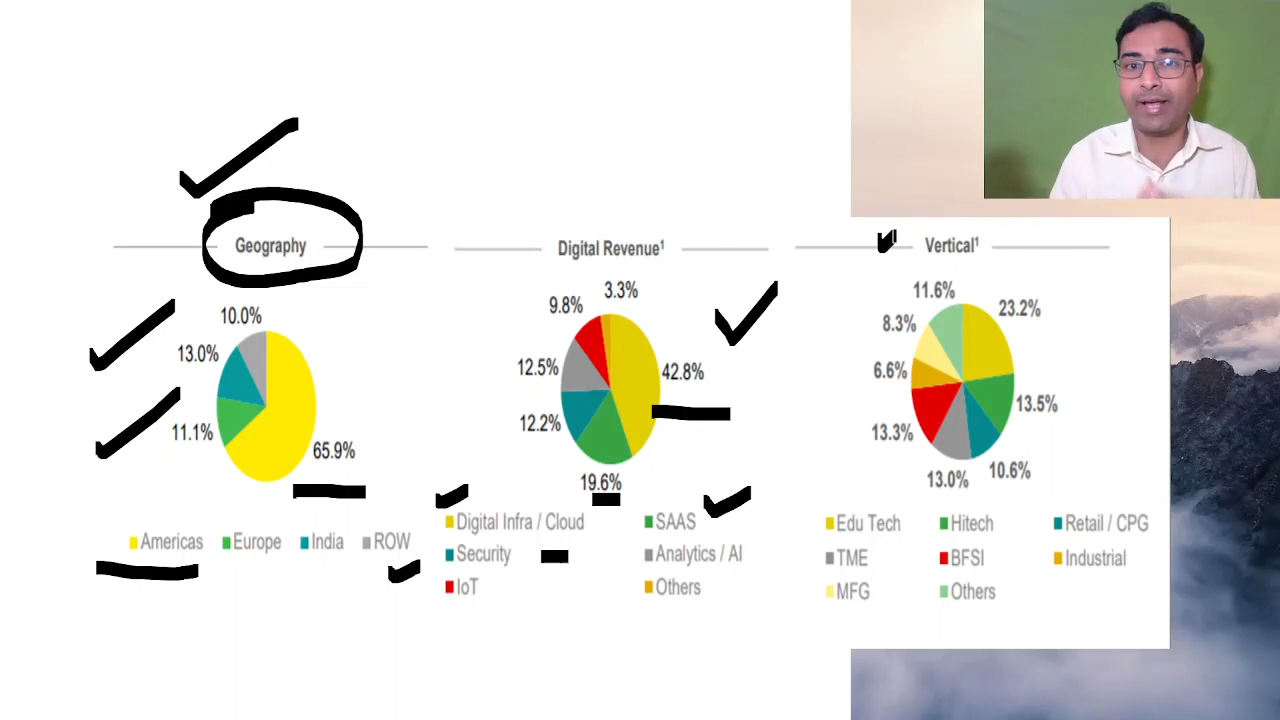 Geography
10.0%
13.0%
11.1%
65.9%
Americas Europe India ROW
Digital Revenue¹
3.3%
9.8%
12.5%
42.8%
12.2%
19.6%
Digital Infra / Cloud SAAS
Security Analytics / AI
IoT Others
Vertical¹
11.6%
23.2%
8.3%
6.6%
13.5%
13.3%
10.6%
13.0%
Edu Tech Hitech Retail / CPG
TME BFSI Industrial
MFG Others